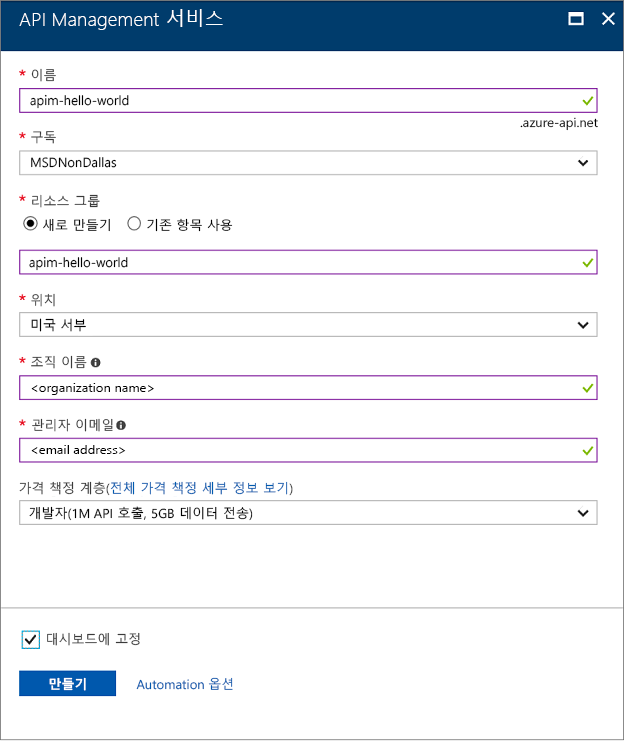 API Management 서비스
* 이름
apim-hello-world
.azure-api.net
* 구독
MSDNonDallas
* 리소스 그룹
새로 만들기 기존 항목 사용
apim-hello-world
* 위치
미국 서부
* 조직 이름
<organization name>
* 관리자 이메일
<email address>
가격 책정 계층(전체 가격 책정 세부 정보 보기)
개발자(1M API 호출, 5GB 데이터 전송)
대시보드에 고정
만들기 Automation 옵션